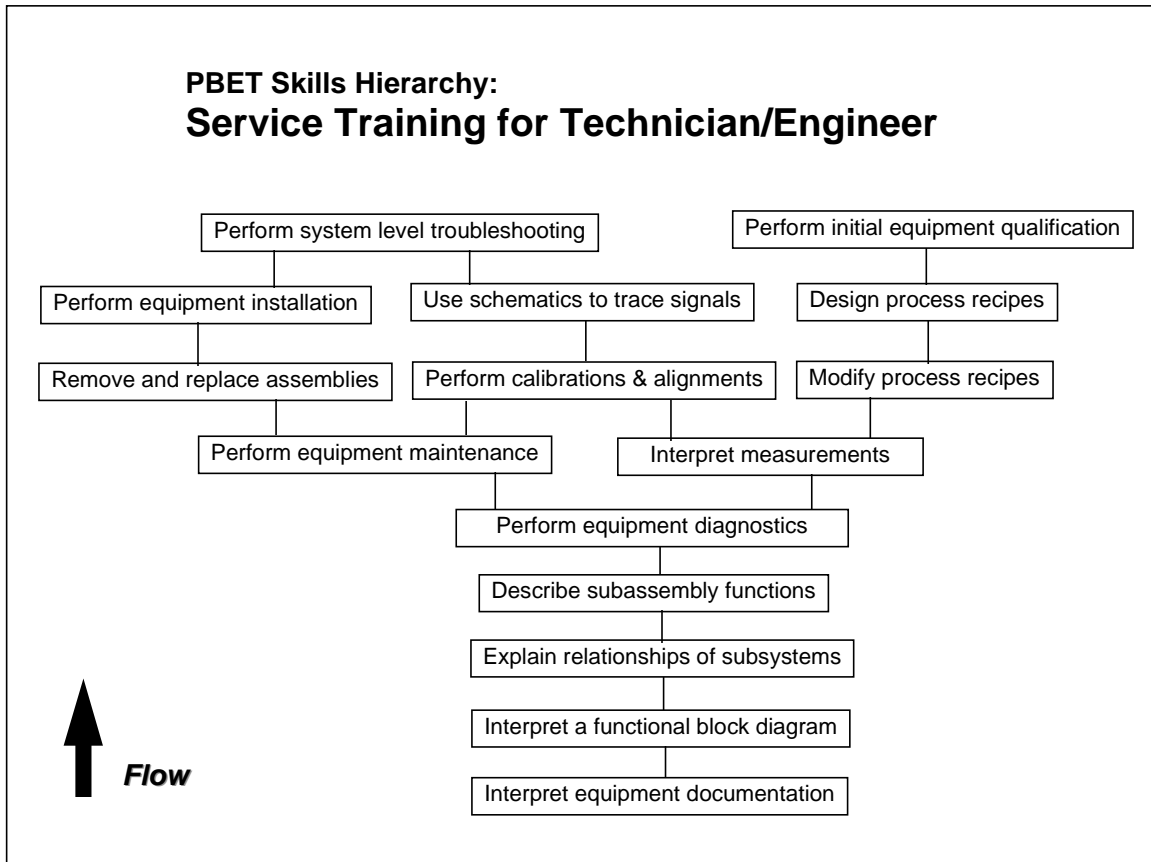 PBET Skills Hierarchy:
Service Training for Technician/Engineer
Perform system level troubleshooting
Perform initial equipment qualification
Perform equipment installation
Use schematics to trace signals
Design process recipes
Remove and replace assemblies
Perform calibrations & alignments
Modify process recipes
Perform equipment maintenance
Interpret measurements
Perform equipment diagnostics
Describe subassembly functions
Explain relationships of subsystems
Interpret a functional block diagram
Flow
Interpret equipment documentation